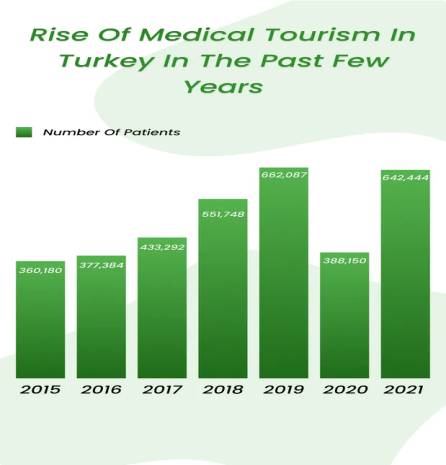 Rise Of Medical Tourism In
Turkey In The Past Few
Years
Number Of Patients
360,180
377,384
433,292
551,748
662,087
388,150
642,444
2015 2016 2017 2018 2019 2020 2021